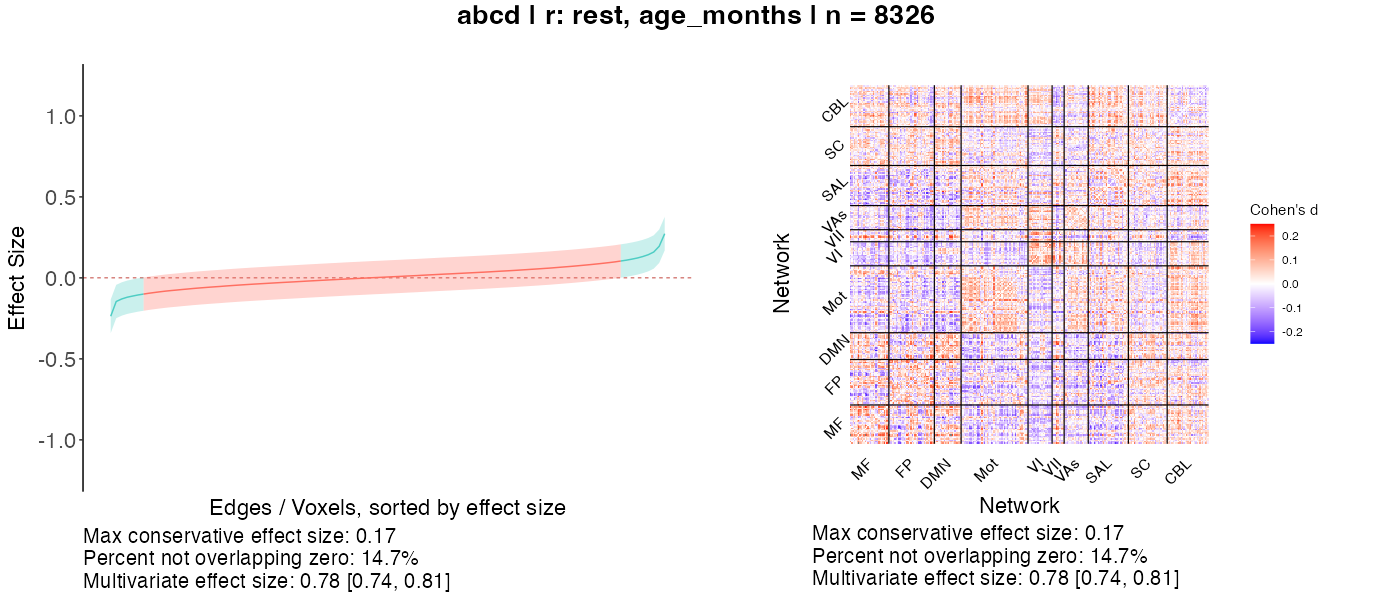 abcd | r: rest, age_months | n = 8326
Effect Size
1.0
0.5
0.0
-0.5
-1.0
Edges / Voxels, sorted by effect size
Max conservative effect size: 0.17
Percent not overlapping zero: 14.7%
Multivariate effect size: 0.78 [0.74, 0.81]
Network
CBL
SC
SAL
VAs
VII
VI
Mot
DMN
FP
MF
MF
FP
DMN
Mot
VI
VII
VAs
SAL
SC
CBL
Network
Max conservative effect size: 0.17
Percent not overlapping zero: 14.7%
Multivariate effect size: 0.78 [0.74, 0.81]
Cohen's d
0.2
0.1
0.0
-0.1
-0.2